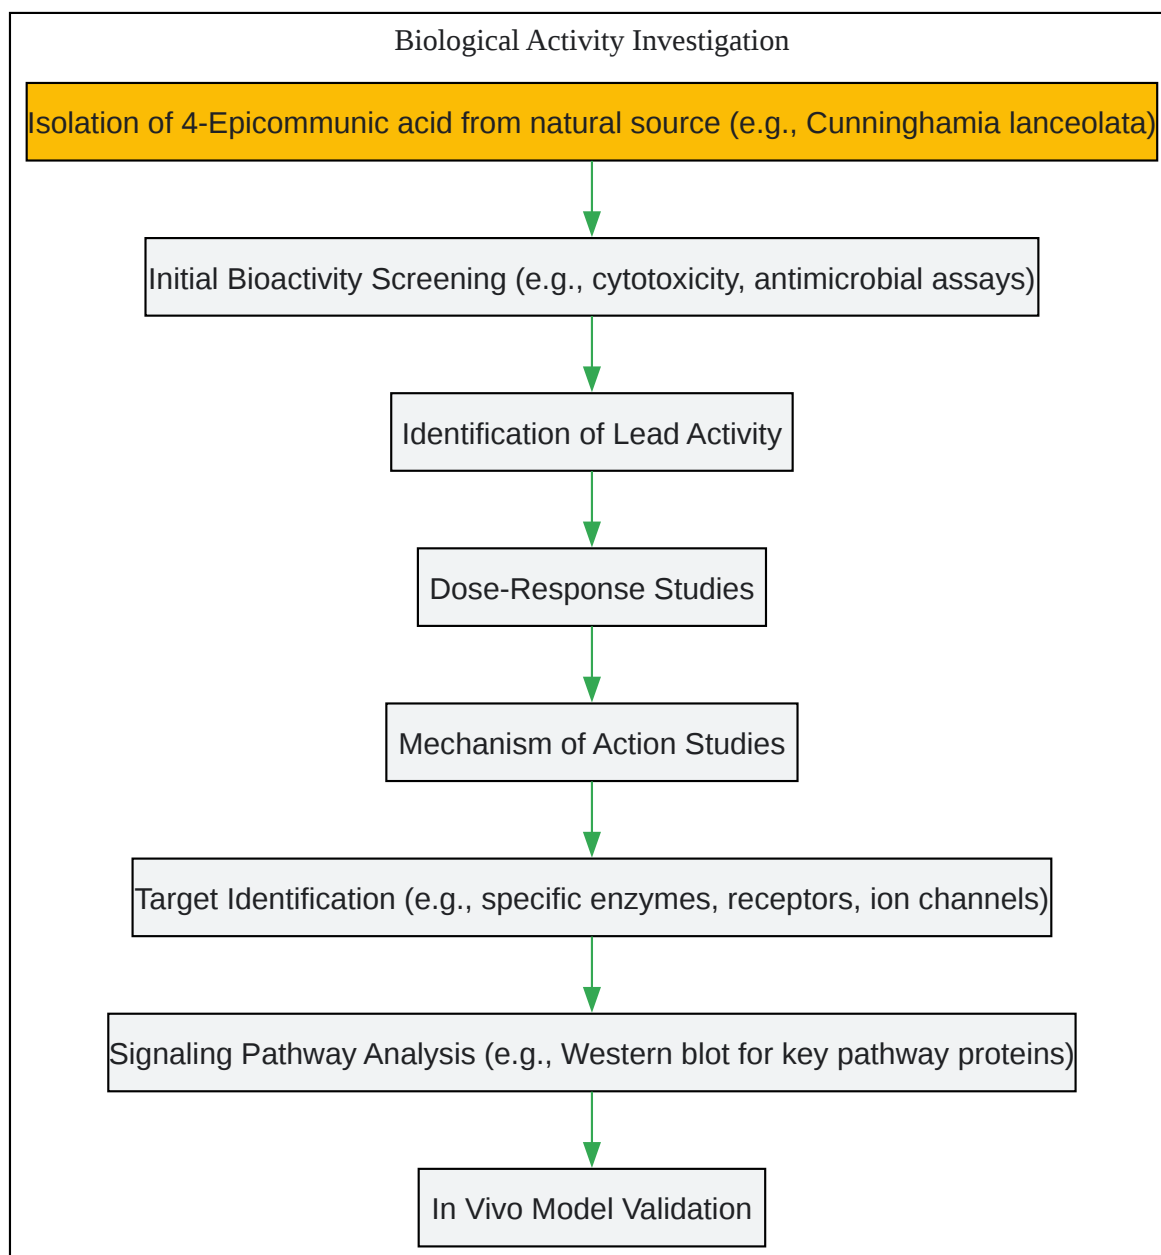 Biological Activity Investigation
Isolation of 4-Epicommunic acid from natural source (e.g., Cunninghamia lanceolata)
Initial Bioactivity Screening (e.g., cytotoxicity, antimicrobial assays)
Identification of Lead Activity
Dose-Response Studies
Mechanism of Action Studies
Target Identification (e.g., specific enzymes, receptors, ion channels)
Signaling Pathway Analysis (e.g., Western blot for key pathway proteins)
In Vivo Model Validation